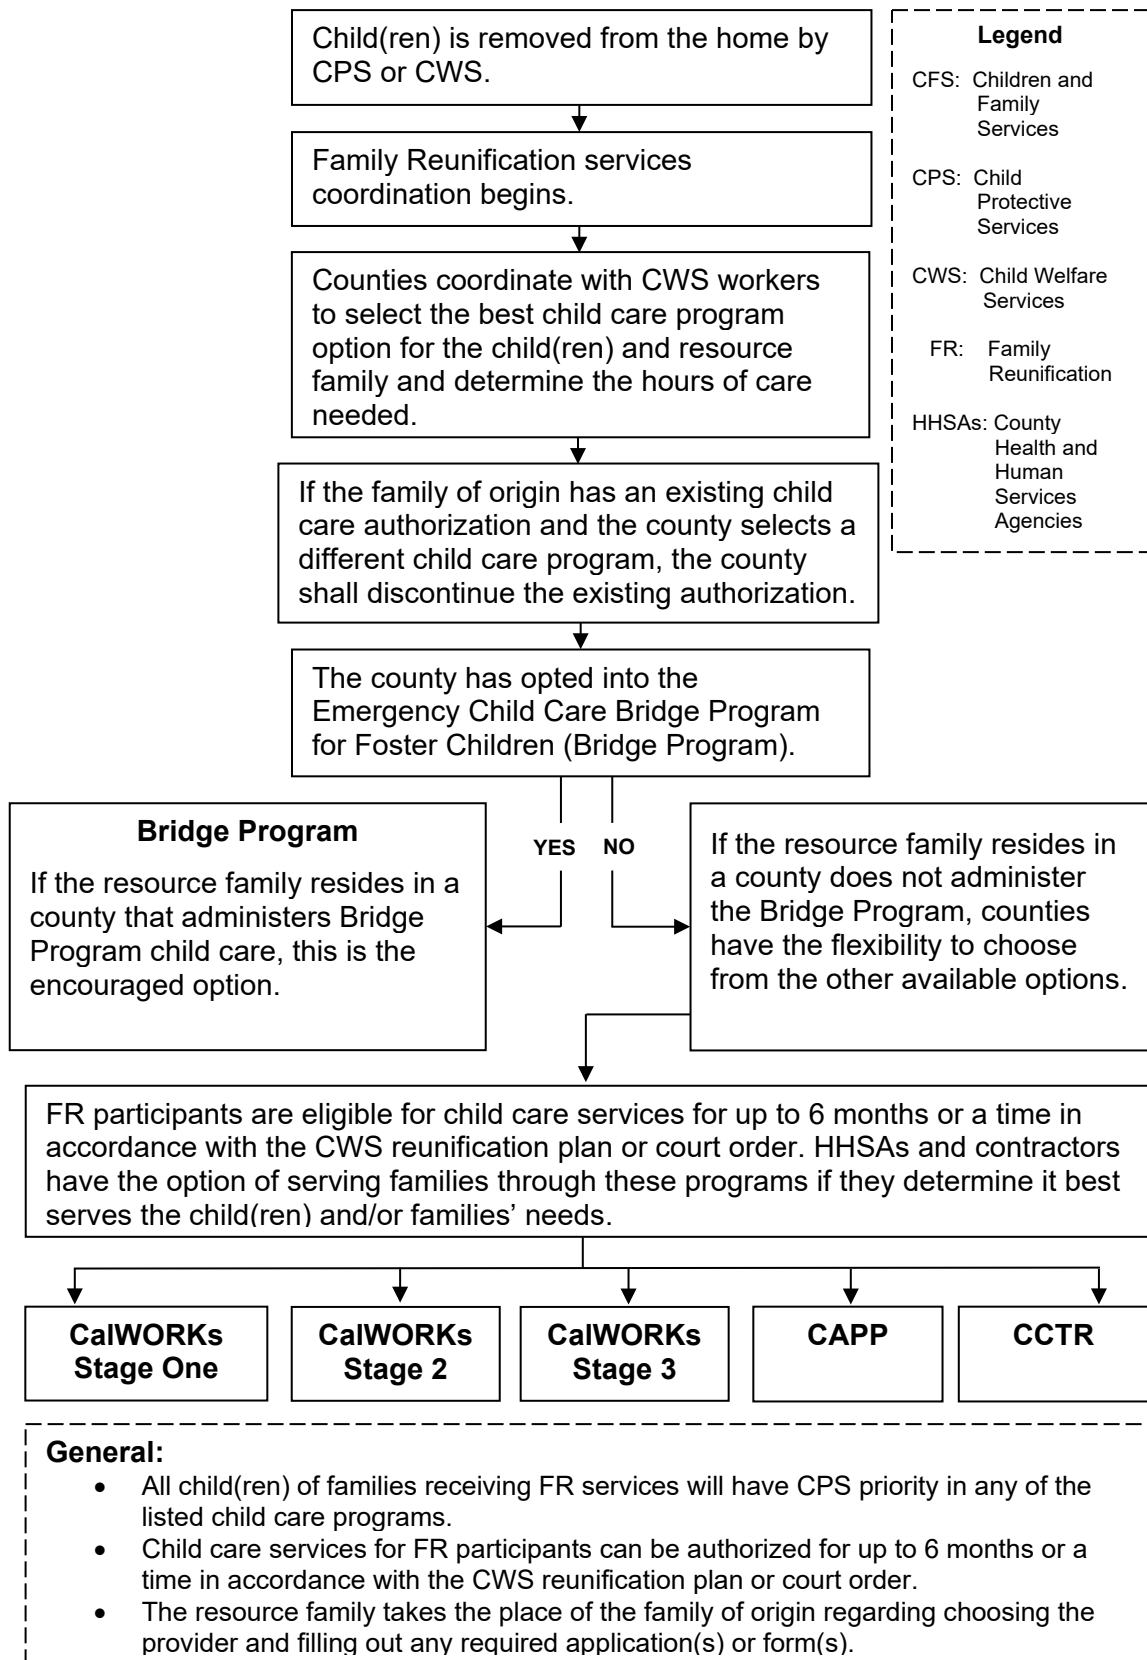 Child(ren) is removed from the home by
CPS or CWS.
Family Reunification services
coordination begins.
Counties coordinate with CWS workers
to select the best child care program
option for the child(ren) and resource
family and determine the hours of care
needed.
If the family of origin has an existing child
care authorization and the county selects a
different child care program, the county
shall discontinue the existing authorization.
The county has opted into the
Emergency Child Care Bridge Program
for Foster Children (Bridge Program).
YES NO
Bridge Program
If the resource family resides in a
county that administers Bridge
Program child care, this is the
encouraged option.
If the resource family resides in
a county does not administer
the Bridge Program, counties
have the flexibility to choose
from the other available options.
FR participants are eligible for child care services for up to 6 months or a time in
accordance with the CWS reunification plan or court order. HHSAs and contractors
have the option of serving families through these programs if they determine it best
serves the child(ren) and/or families’ needs.
CalWORKs
Stage One
CalWORKs
Stage 2
CalWORKs
Stage 3
CAPP
CCTR
General:
• All child(ren) of families receiving FR services will have CPS priority in any of the
listed child care programs.
• Child care services for FR participants can be authorized for up to 6 months or a
time in accordance with the CWS reunification plan or court order.
• The resource family takes the place of the family of origin regarding choosing the
provider and filling out any required application(s) or form(s).
Legend
CFS: Children and
Family
Services
CPS: Child
Protective
Services
CWS: Child Welfare
Services
FR: Family
Reunification
HHSAs: County
Health and
Human
Services
Agencies